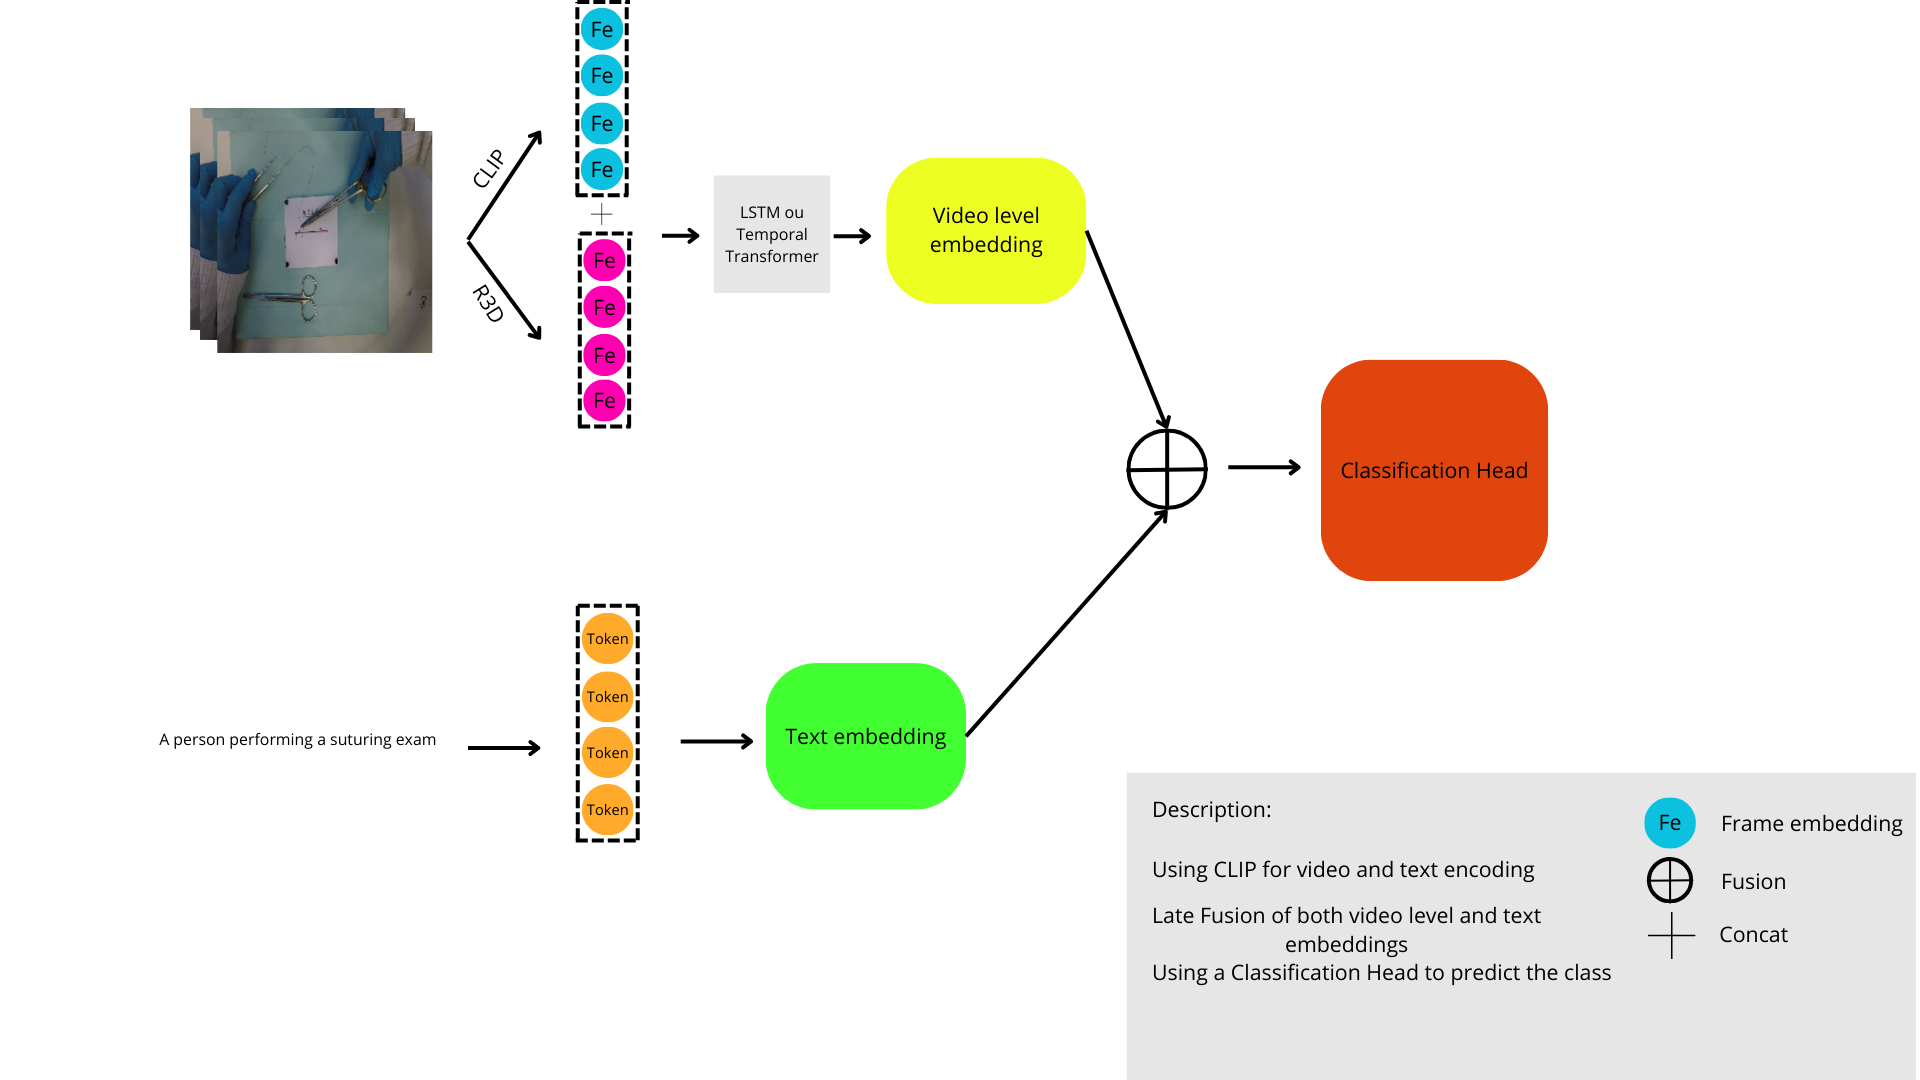 Fe
Fe
Fe
Fe
CLIP
R3D
Fe
Fe
Fe
Fe
LSTM ou
Temporal
Transformer
Video level
embedding
Classification Head
A person performing a suturing exam
Token
Token
Token
Token
Text embedding
Description:
Using CLIP for video and text encoding
Late Fusion of both video level and text
embeddings
Using a Classification Head to predict the class
Fe
Frame embedding
Fusion
Concat